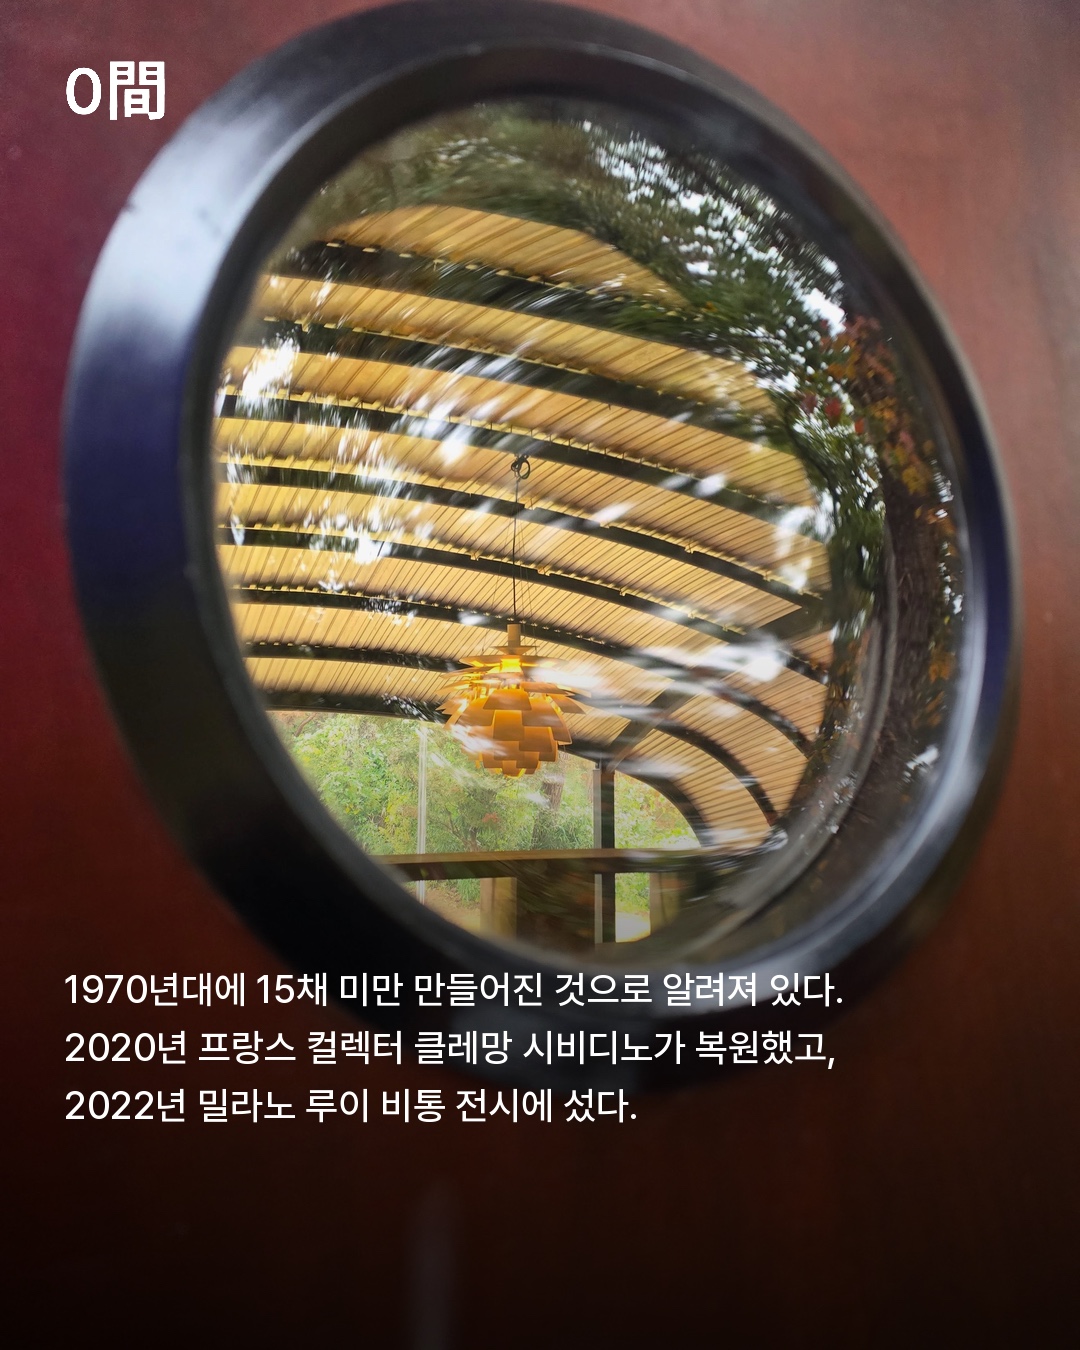 0間
1970년대에 15채 미만 만들어진 것으로 알려져 있다.
2020년 프랑스 컬렉터 클레망 시비디노가 복원했고,
2022년 밀라노 루이 비통 전시에 섰다.